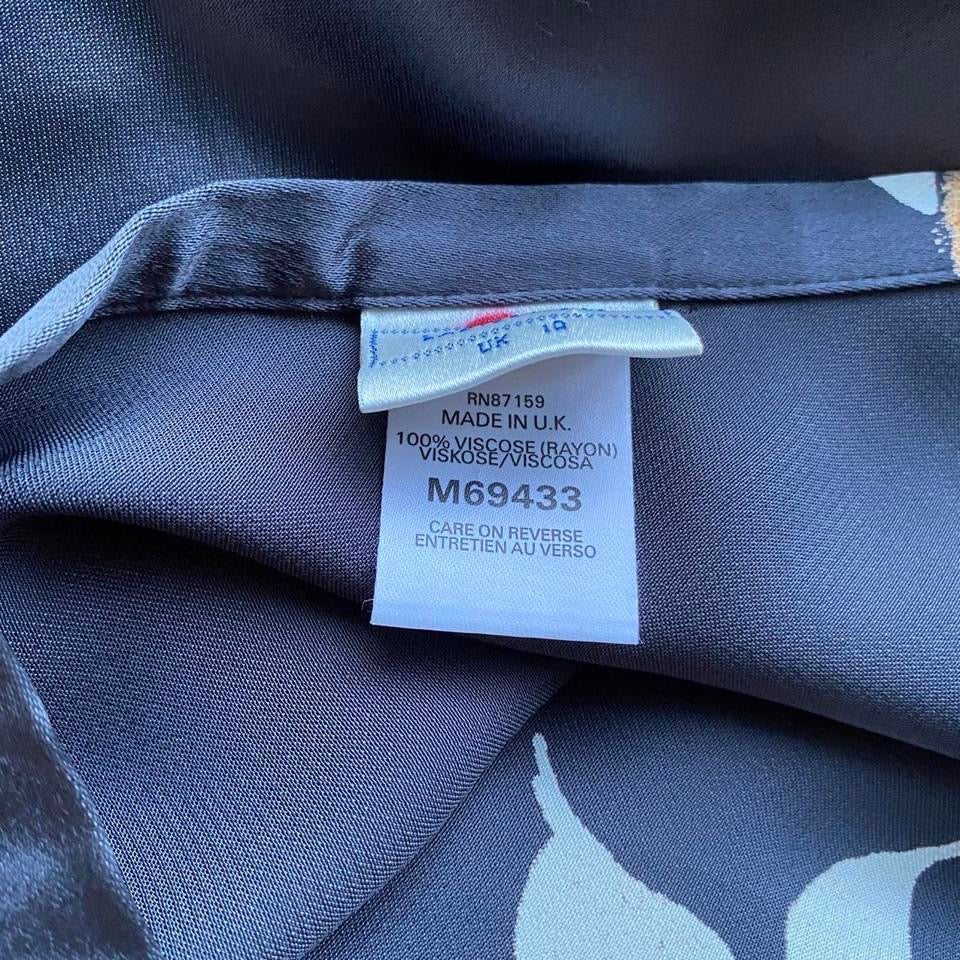 UK 10
RN87159
MADE IN U.K.
100% VISCOSE (RAYON)
VISKOSE/VISCOSA
M69433
CARE ON REVERSE
ENTRETIEN AU VERSO